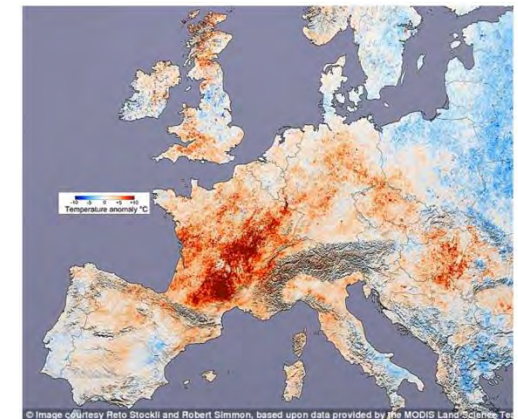 -10 -5 0 +5 +10
Temperature anomaly °C
© Image courtesy Reto Stockli and Robert Simmon, based upon data provided by the MODIS Land Science Tea